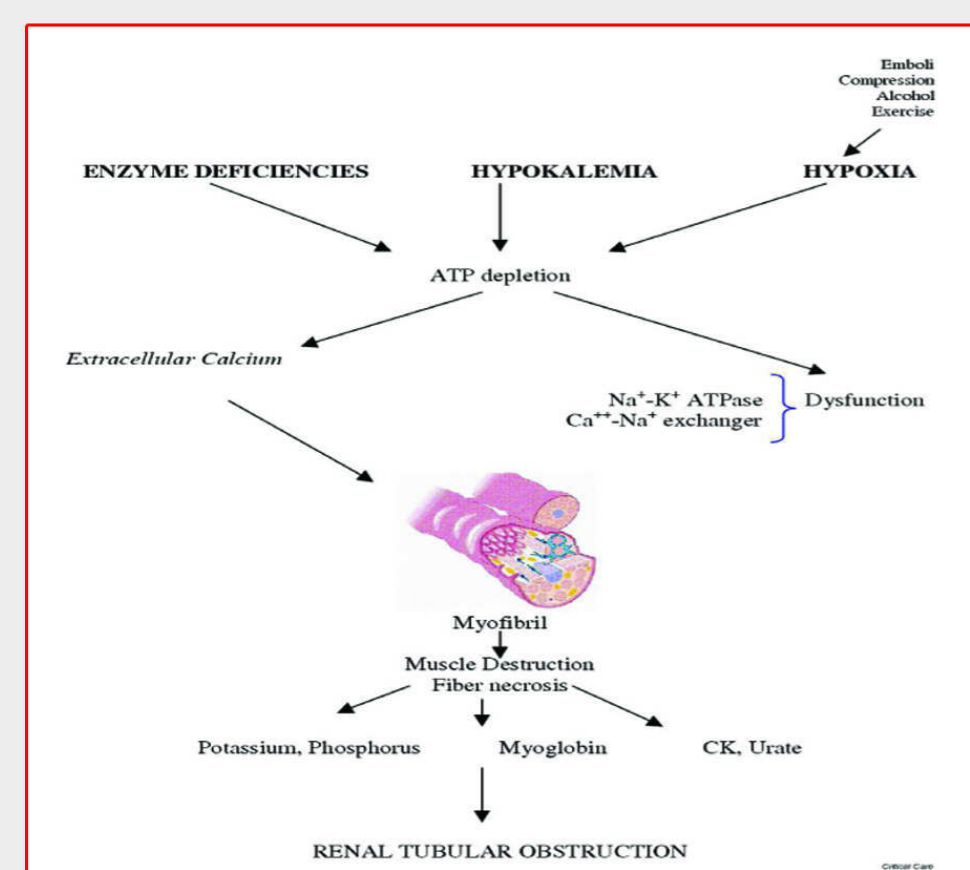 Emboli
Compression
Alcohol
Exercise
ENZYME DEFICIENCIES HYPOKALEMIA HYPOXIA
ATP depletion
Extracellular Calcium
Na⁺-K⁺ ATPase
Ca⁺⁺-Na⁺ exchanger
Dysfunction
Myofibril
Muscle Destruction
Fiber necrosis
Potassium, Phosphorus Myoglobin CK, Urate
RENAL TUBULAR OBSTRUCTION
Critical Care